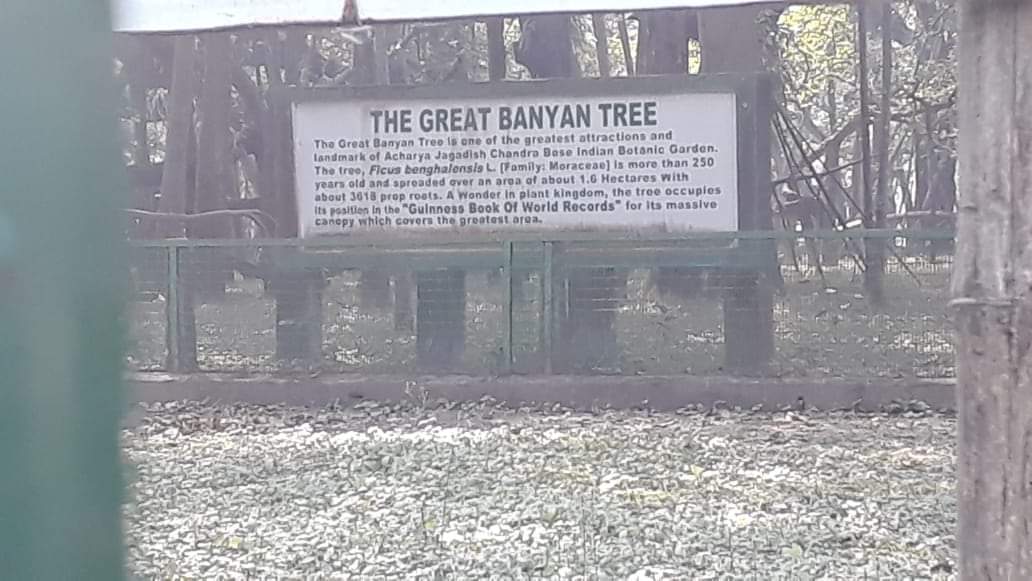 THE GREAT BANYAN TREE
The Great Banyan Tree is one of the greatest attractions and
landmark of Acharya Jagadish Chandra Bose Indian Botanic Garden.
The tree, Ficus benghalensis L. [Family: Moraceae] is more than 250
years old and spreaded over an area of about 1.6 Hectares With
about 3618 prop roots. A Wonder in plant kingdom, the tree occupies
its position in the "Guinness Book Of World Records" for its massive
canopy which covers the greatest area.